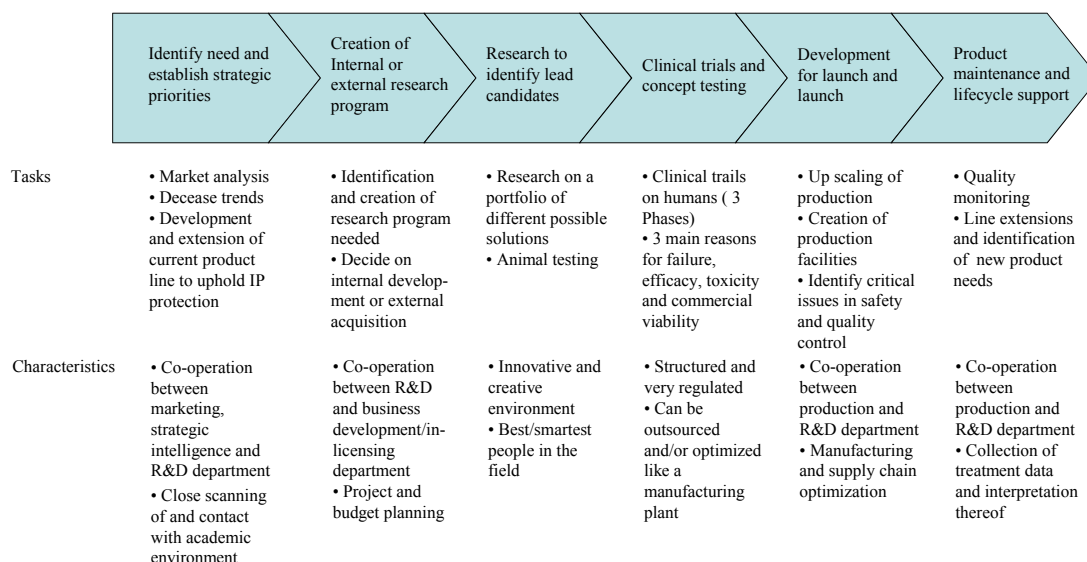 Identify need and
establish strategic
priorities
Creation of
Internal or
external research
program
Research to
identify lead
candidates
Clinical trials and
concept testing
Development
for launch and
launch
Product
maintenance and
lifecycle support
Tasks
• Market analysis
• Decease trends
• Development
and extension of
current product
line to uphold IP
protection
• Identification
and creation of
research program
needed
• Decide on
internal develop-
ment or external
acquisition
• Research on a
portfolio of
different possible
solutions
• Animal testing
• Clinical trails
on humans ( 3
Phases)
• 3 main reasons
for failure,
efficacy, toxicity
and commercial
viability
• Up scaling of
production
• Creation of
production
facilities
• Identify critical
issues in safety
and quality
control
• Quality
monitoring
• Line extensions
and identification
of new product
needs
Characteristics
• Co-operation
between
marketing,
strategic
intelligence and
R&D department
• Close scanning
of and contact
with academic
environment
• Co-operation
between R&D
and business
development/in-
licensing
department
• Project and
budget planning
• Innovative and
creative
environment
• Best/smartest
people in the
field
• Structured and
very regulated
• Can be
outsourced
and/or optimized
like a
manufacturing
plant
• Co-operation
between
production and
R&D department
• Manufacturing
and supply chain
optimization
• Co-operation
between
production and
R&D department
• Collection of
treatment data
and interpretation
thereof